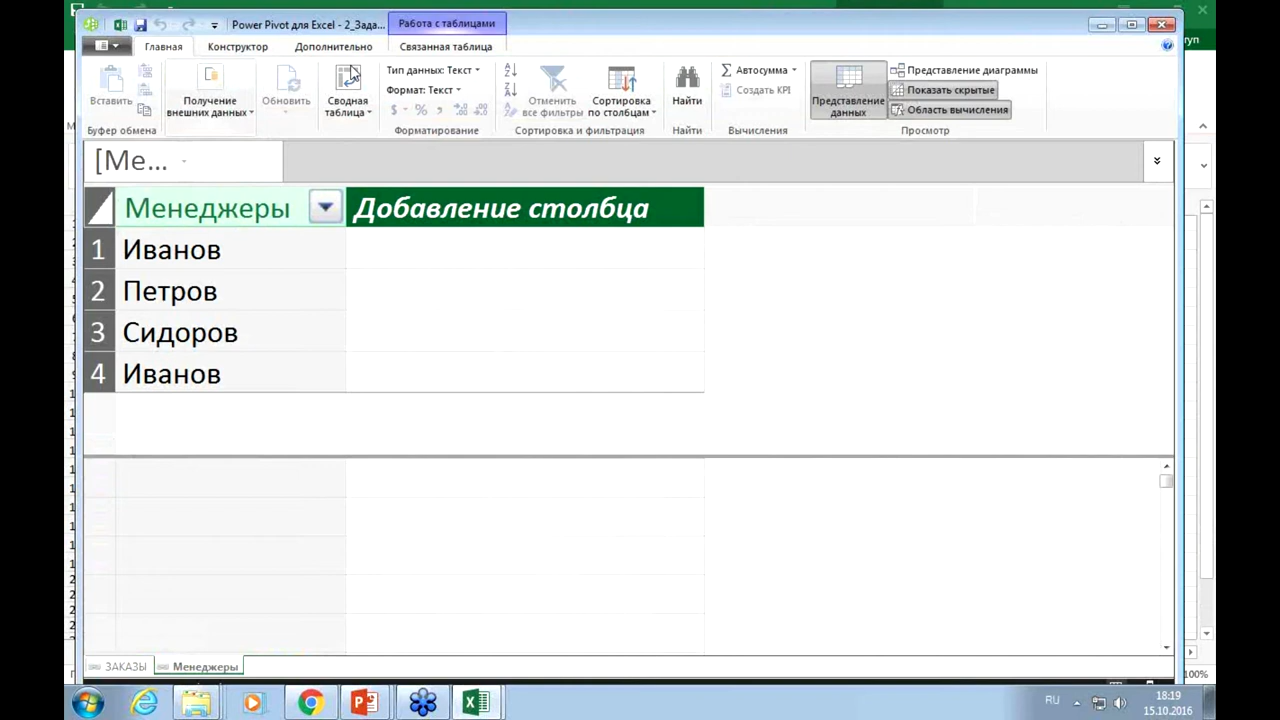 Power Pivot для Excel - 2_Зада...
Работа с таблицами
Главная
Конструктор
Дополнительно
Связанная таблица
Вставить
Буфер обмена
Получение
внешних данных
Обновить
Сводная
таблица
Тип данных: Текст
Формат: Текст
$ %
Форматирование
Отменить
все фильтры
Сортировка
по столбцам
Сортировка и фильтрация
Найти
Найти
Автосумма
Создать KPI
Вычисления
Представление
данных
Представление диаграммы
Показать скрытые
Область вычисления
Просмотр
[Ме...
Менеджеры
Добавление столбца
1 Иванов
2 Петров
3 Сидоров
4 Иванов
ЗАКАЗЫ
Менеджеры
100%
RU
18:19
15.10.2016